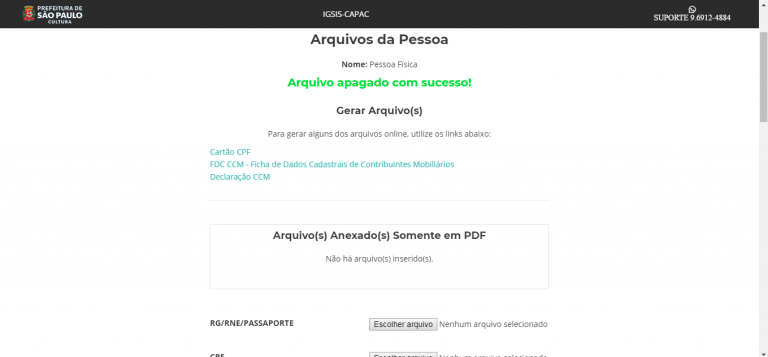 PREFEITURA DE
SÃO PAULO
CULTURA
IGSIS-CAPAC
SUPORTE 9.6912-4884
Arquivos da Pessoa
Nome: Pessoa Física
Arquivo apagado com sucesso!
Gerar Arquivo(s)
Para gerar alguns dos arquivos online, utilize os links abaixo:
Cartão CPF
FDC CCM - Ficha de Dados Cadastrais de Contribuintes Mobiliários
Declaração CCM
Arquivo(s) Anexado(s) Somente em PDF
Não há arquivo(s) inserido(s).
RG/RNE/PASSAPORTE Escolher arquivo Nenhum arquivo selecionado
CPF Escolher arquivo Nenhum arquivo selecionado